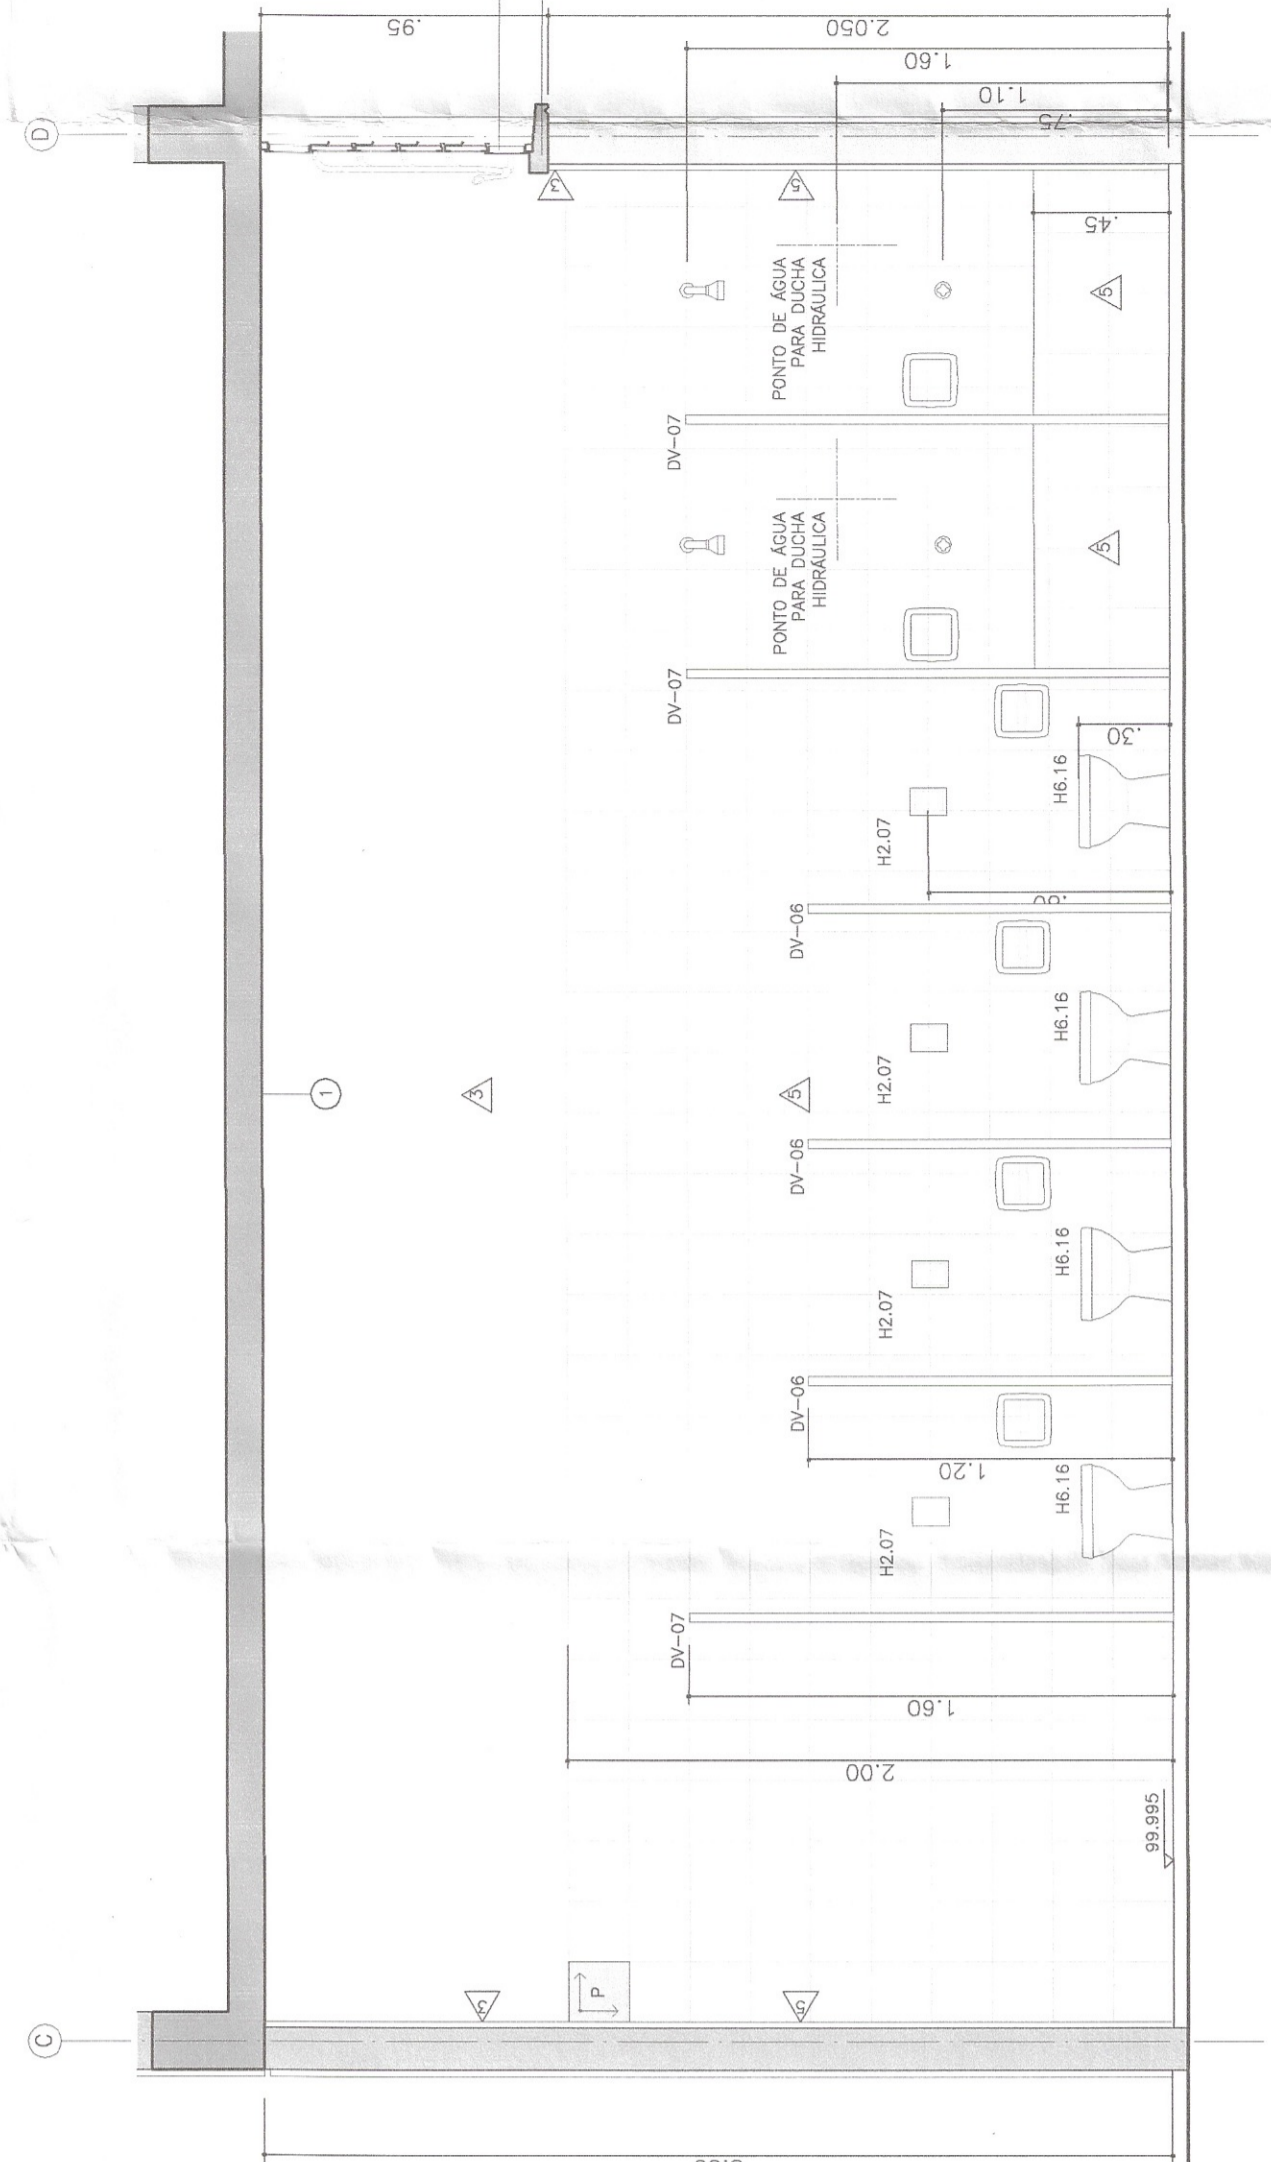 C
D
.95
2.050
1.60
1.10
.75
.45
3
5
PONTO DE ÁGUA
PARA DUCHA
HIDRÁULICA
5
DV-07
PONTO DE ÁGUA
PARA DUCHA
HIDRÁULICA
5
DV-07
H2.07
H6.16
.30
DV-06
H2.07
H6.16
1
3
5
DV-06
H2.07
H6.16
DV-06
1.20
H2.07
H6.16
DV-07
1.60
2.00
99.995
P
3
5